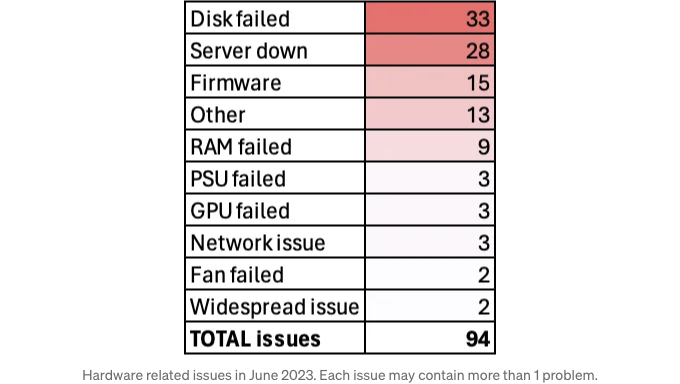 Disk failed 33
Server down 28
Firmware 15
Other 13
RAM failed 9
PSU failed 3
GPU failed 3
Network issue 3
Fan failed 2
Widespread issue 2
TOTAL issues 94
Hardware related issues in June 2023. Each issue may contain more than 1 problem.